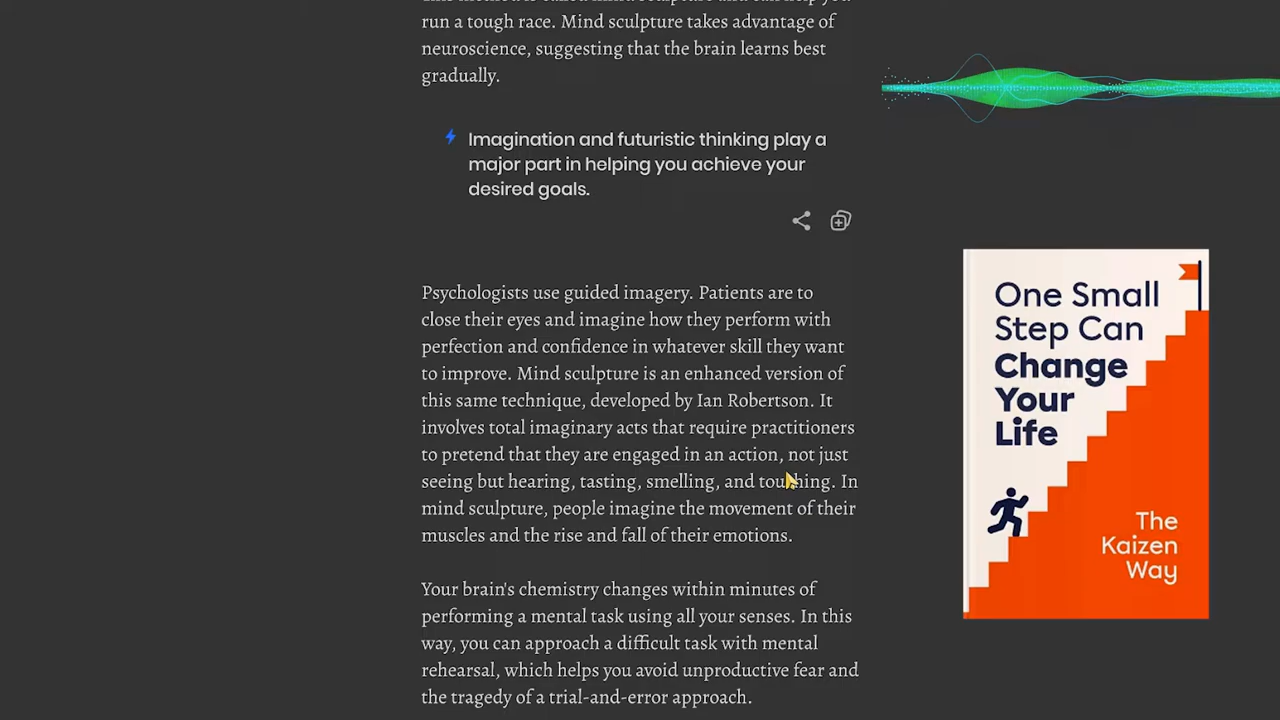 run a tough race. Mind sculpture takes advantage of
neuroscience, suggesting that the brain learns best
gradually.
Imagination and futuristic thinking play a
major part in helping you achieve your
desired goals.
Psychologists use guided imagery. Patients are to
close their eyes and imagine how they perform with
perfection and confidence in whatever skill they want
to improve. Mind sculpture is an enhanced version of
this same technique, developed by Ian Robertson. It
involves total imaginary acts that require practitioners
to pretend that they are engaged in an action, not just
seeing but hearing, tasting, smelling, and touching. In
mind sculpture, people imagine the movement of their
muscles and the rise and fall of their emotions.
Your brain's chemistry changes within minutes of
performing a mental task using all your senses. In this
way, you can approach a difficult task with mental
rehearsal, which helps you avoid unproductive fear and
the tragedy of a trial-and-error approach.
One Small
Step Can
Change
Your
Life
The
Kaizen
Way